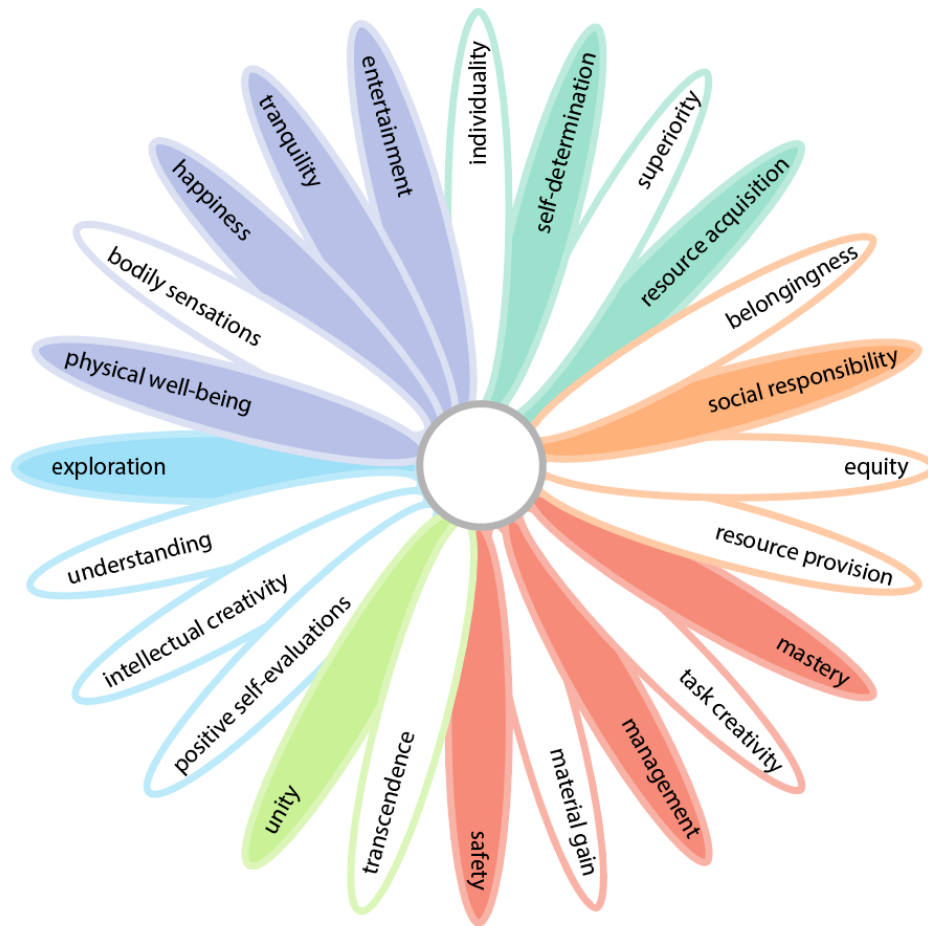 individuality
self-determination
superiority
resource acquisition
belongingness
social responsibility
equity
resource provision
mastery
task creativity
management
material gain
safety
transcendence
unity
positive self-evaluations
intellectual creativity
understanding
exploration
physical well-being
bodily sensations
happiness
tranquility
entertainment